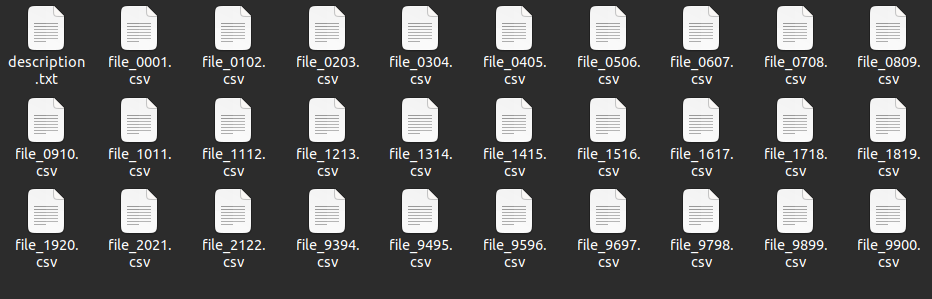 description file_0001. file_0102. file_0203. file_0304. file_0405. file_0506. file_0607. file_0708. file_0809.
.txt csv csv csv csv csv csv csv csv csv
file_0910. file_1011. file_1112. file_1213. file_1314. file_1415. file_1516. file_1617. file_1718. file_1819.
csv csv csv csv csv csv csv csv csv csv
file_1920. file_2021. file_2122. file_9394. file_9495. file_9596. file_9697. file_9798. file_9899. file_9900.
csv csv csv csv csv csv csv csv csv csv